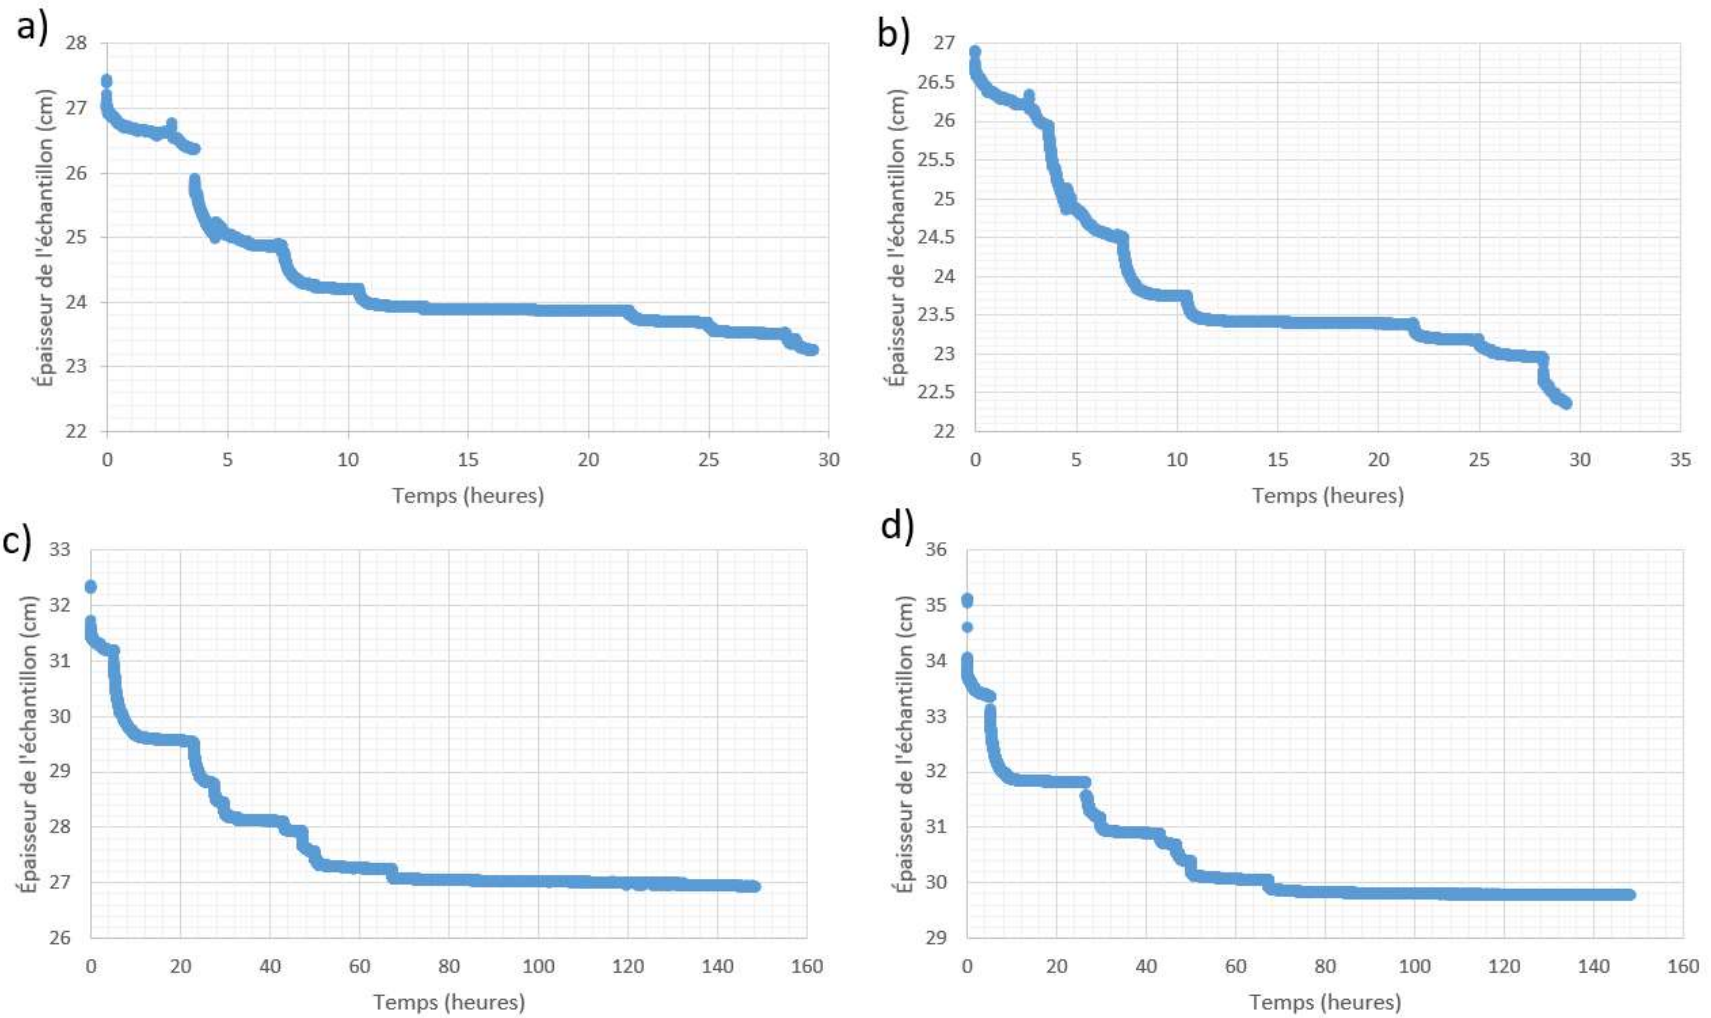 a)
28
27
26
25
24
23
22
0 5 10 15 20 25 30
Épaisseur de l'échantillon (cm)
Temps (heures)
b)
27
26.5
26
25.5
25
24.5
24
23.5
23
22.5
22
0 5 10 15 20 25 30 35
Épaisseur de l'échantillon (cm)
Temps (heures)
c)
33
32
31
30
29
28
27
26
0 20 40 60 80 100 120 140 160
Épaisseur de l'échantillon (cm)
Temps (heures)
d)
36
35
34
33
32
31
30
29
0 20 40 60 80 100 120 140 160
Épaisseur de l'échantillon (cm)
Temps (heures)